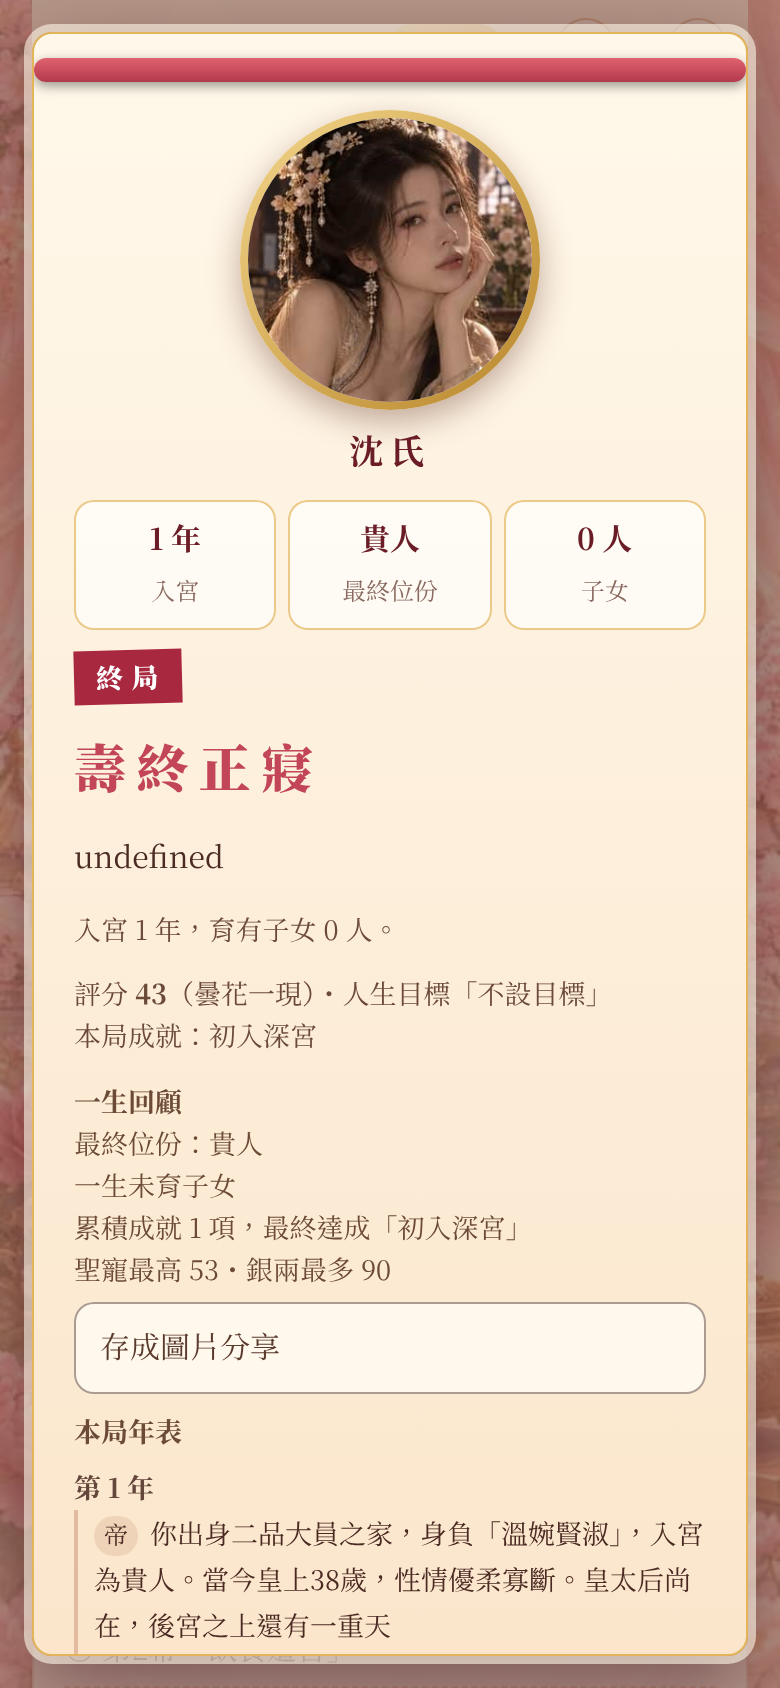 沈氏
1 年
入宮
貴人
最終位份
0 人
子女
終局
壽終正寢
undefined
入宮 1 年，育有子女 0 人。
評分 43（曇花一現）・人生目標「不設目標」
本局成就：初入深宮
一生回顧
最終位份：貴人
一生未育子女
累積成就 1 項，最終達成「初入深宮」
聖寵最高 53・銀兩最多 90
存成圖片分享
本局年表
第 1 年
帝 你出身二品大員之家，身負「溫婉賢淑」，入宮
為貴人。當今皇上38歲，性情優柔寡斷。皇太后尚
在，後宮之上還有一重天